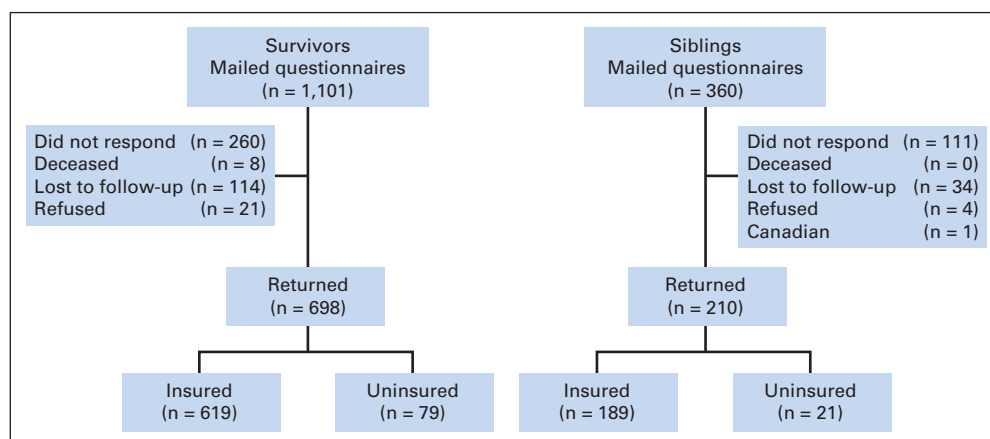 Survivors
Mailed questionnaires
(n = 1,101)
Did not respond (n = 260)
Deceased (n = 8)
Lost to follow-up (n = 114)
Refused (n = 21)
Returned
(n = 698)
Insured
(n = 619)
Uninsured
(n = 79)
Siblings
Mailed questionnaires
(n = 360)
Did not respond (n = 111)
Deceased (n = 0)
Lost to follow-up (n = 34)
Refused (n = 4)
Canadian (n = 1)
Returned
(n = 210)
Insured
(n = 189)
Uninsured
(n = 21)